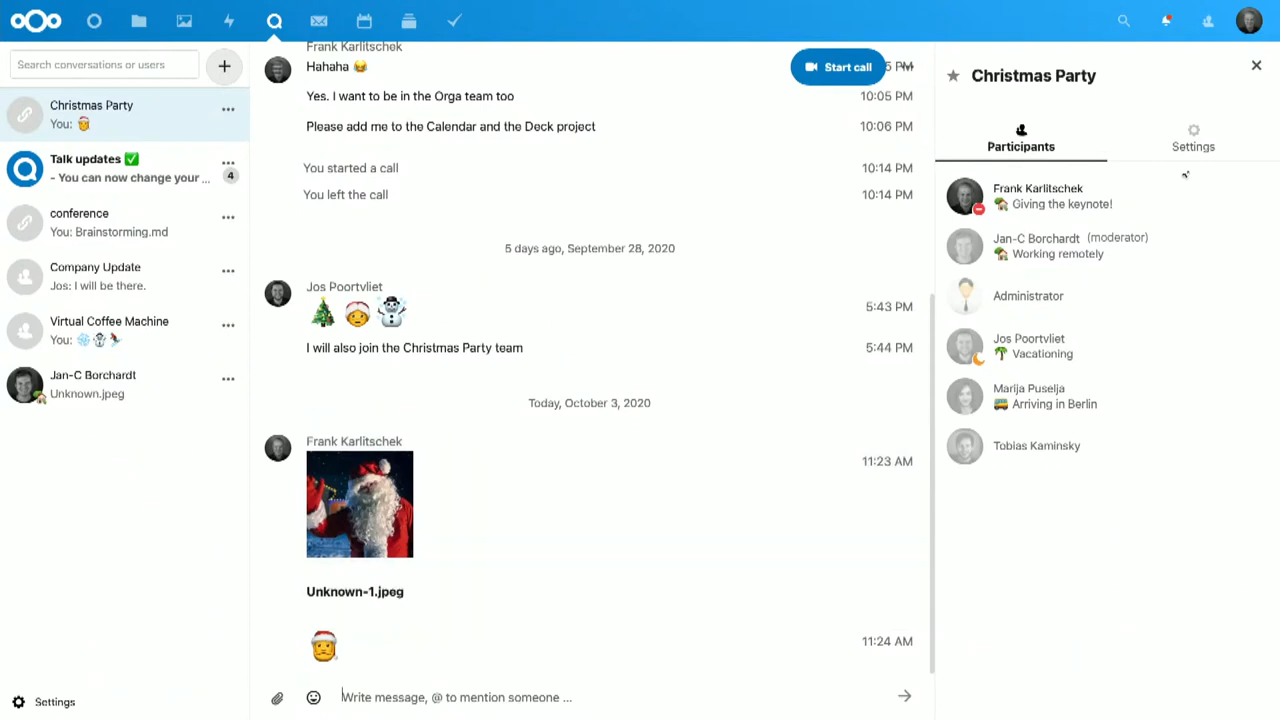 Search conversations or users
Christmas Party
You: 🎅
Talk updates ✅
- You can now change your ...
4
conference
You: Brainstorming.md
Company Update
Jos: I will be there.
Virtual Coffee Machine
You: ❄️☃️⛷️
Jan-C Borchardt
Unknown.jpeg
Settings
Frank Karlitschek
Hahaha 😂
Start call
Yes. I want to be in the Orga team too
10:05 PM
Please add me to the Calendar and the Deck project
10:06 PM
You started a call
10:14 PM
You left the call
10:14 PM
5 days ago, September 28, 2020
Jos Poortvliet
🎄🤶☃️
5:43 PM
I will also join the Christmas Party team
5:44 PM
Today, October 3, 2020
Frank Karlitschek
11:23 AM
Unknown-1.jpeg
🎅
11:24 AM
Write message, @ to mention someone ...
Christmas Party
Participants
Settings
Frank Karlitschek
🏡 Giving the keynote!
Jan-C Borchardt (moderator)
🏡 Working remotely
Administrator
Jos Poortvliet
🌴 Vacationing
Marija Puselja
🚌 Arriving in Berlin
Tobias Kaminsky